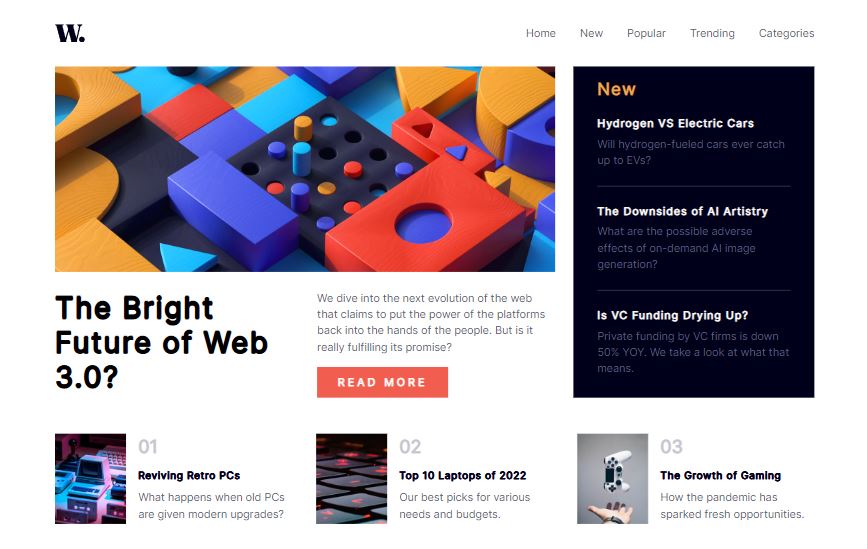 W.
Home New Popular Trending Categories
The Bright
Future of Web
3.0?
We dive into the next evolution of the web
that claims to put the power of the platforms
back into the hands of the people. But is it
really fulfilling its promise?
READ MORE
New
Hydrogen VS Electric Cars
Will hydrogen-fueled cars ever catch
up to EVs?
The Downsides of AI Artistry
What are the possible adverse
effects of on-demand AI image
generation?
Is VC Funding Drying Up?
Private funding by VC firms is down
50% YOY. We take a look at what that
means.
01
Reviving Retro PCs
What happens when old PCs
are given modern upgrades?
02
Top 10 Laptops of 2022
Our best picks for various
needs and budgets.
03
The Growth of Gaming
How the pandemic has
sparked fresh opportunities.